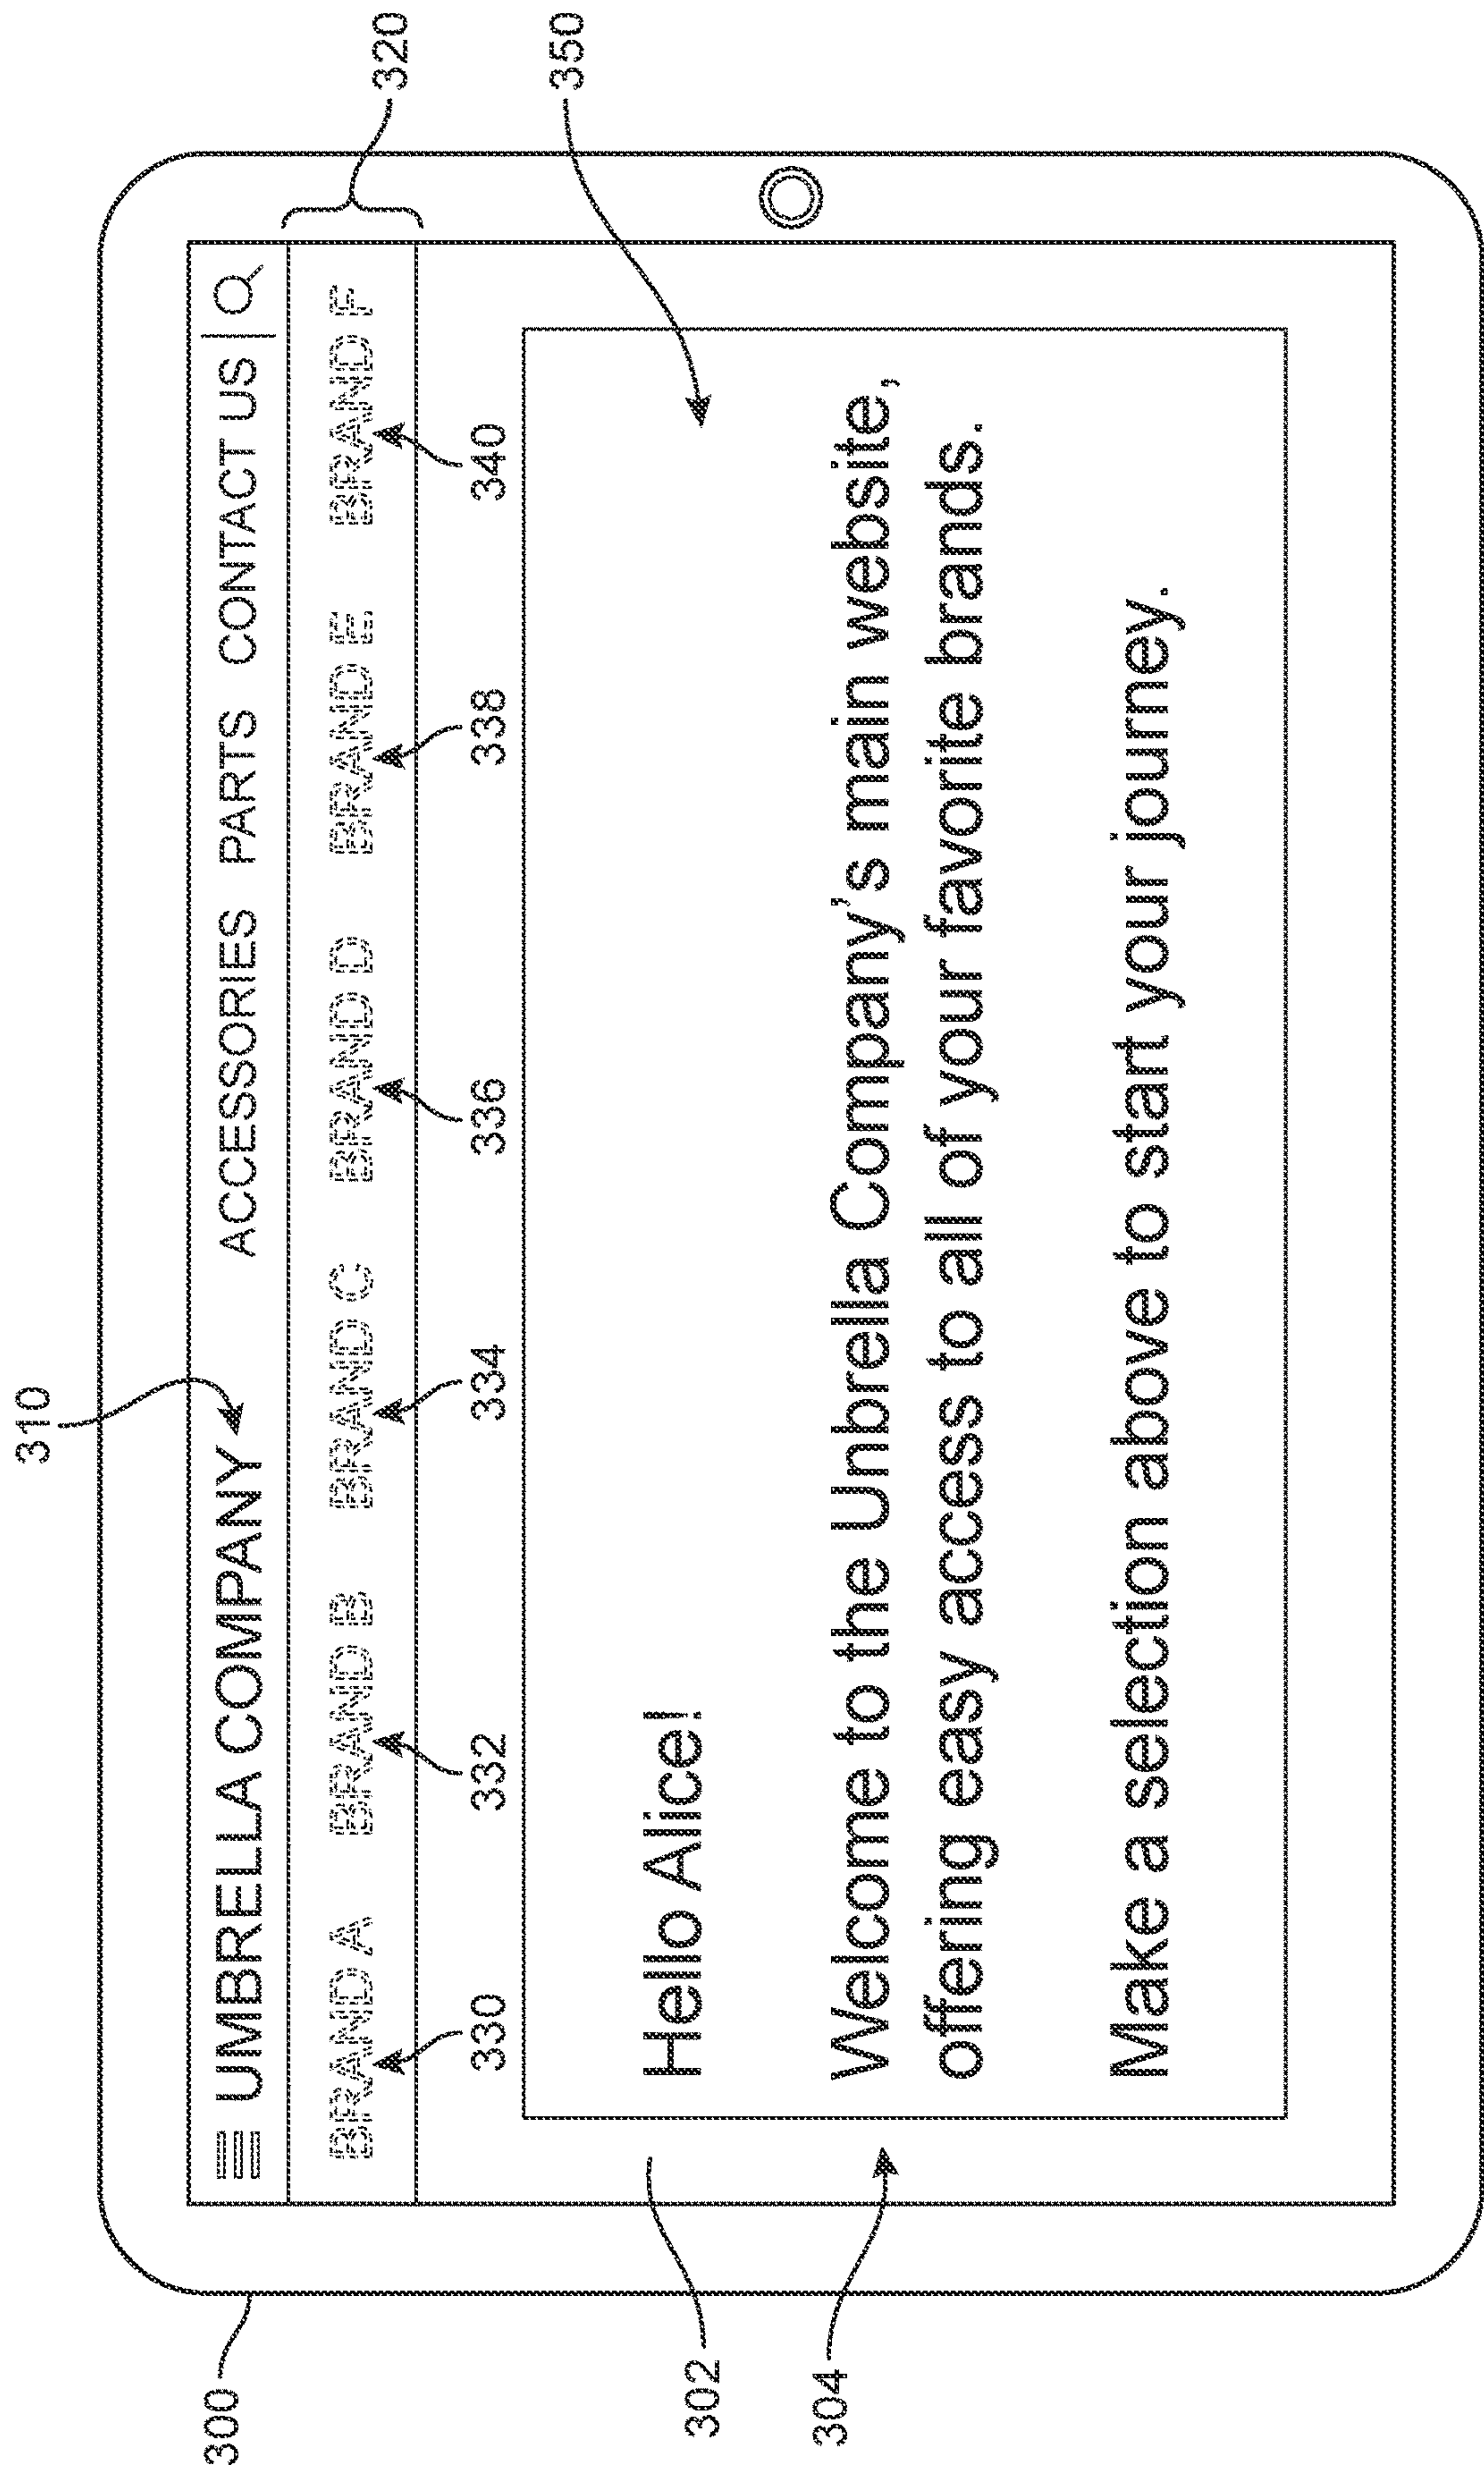 310
320
350
UMBRELLA COMPANY ACCESSORIES PARTS CONTACT US
BRAND A BRAND B BRAND C BRAND D BRAND E BRAND F
330 332 334 336 338 340
Hello Alice!
Welcome to the Unbrella Company's main website,
offering easy access to all of your favorite brands.
Make a selection above to start your journey.
300
302
304